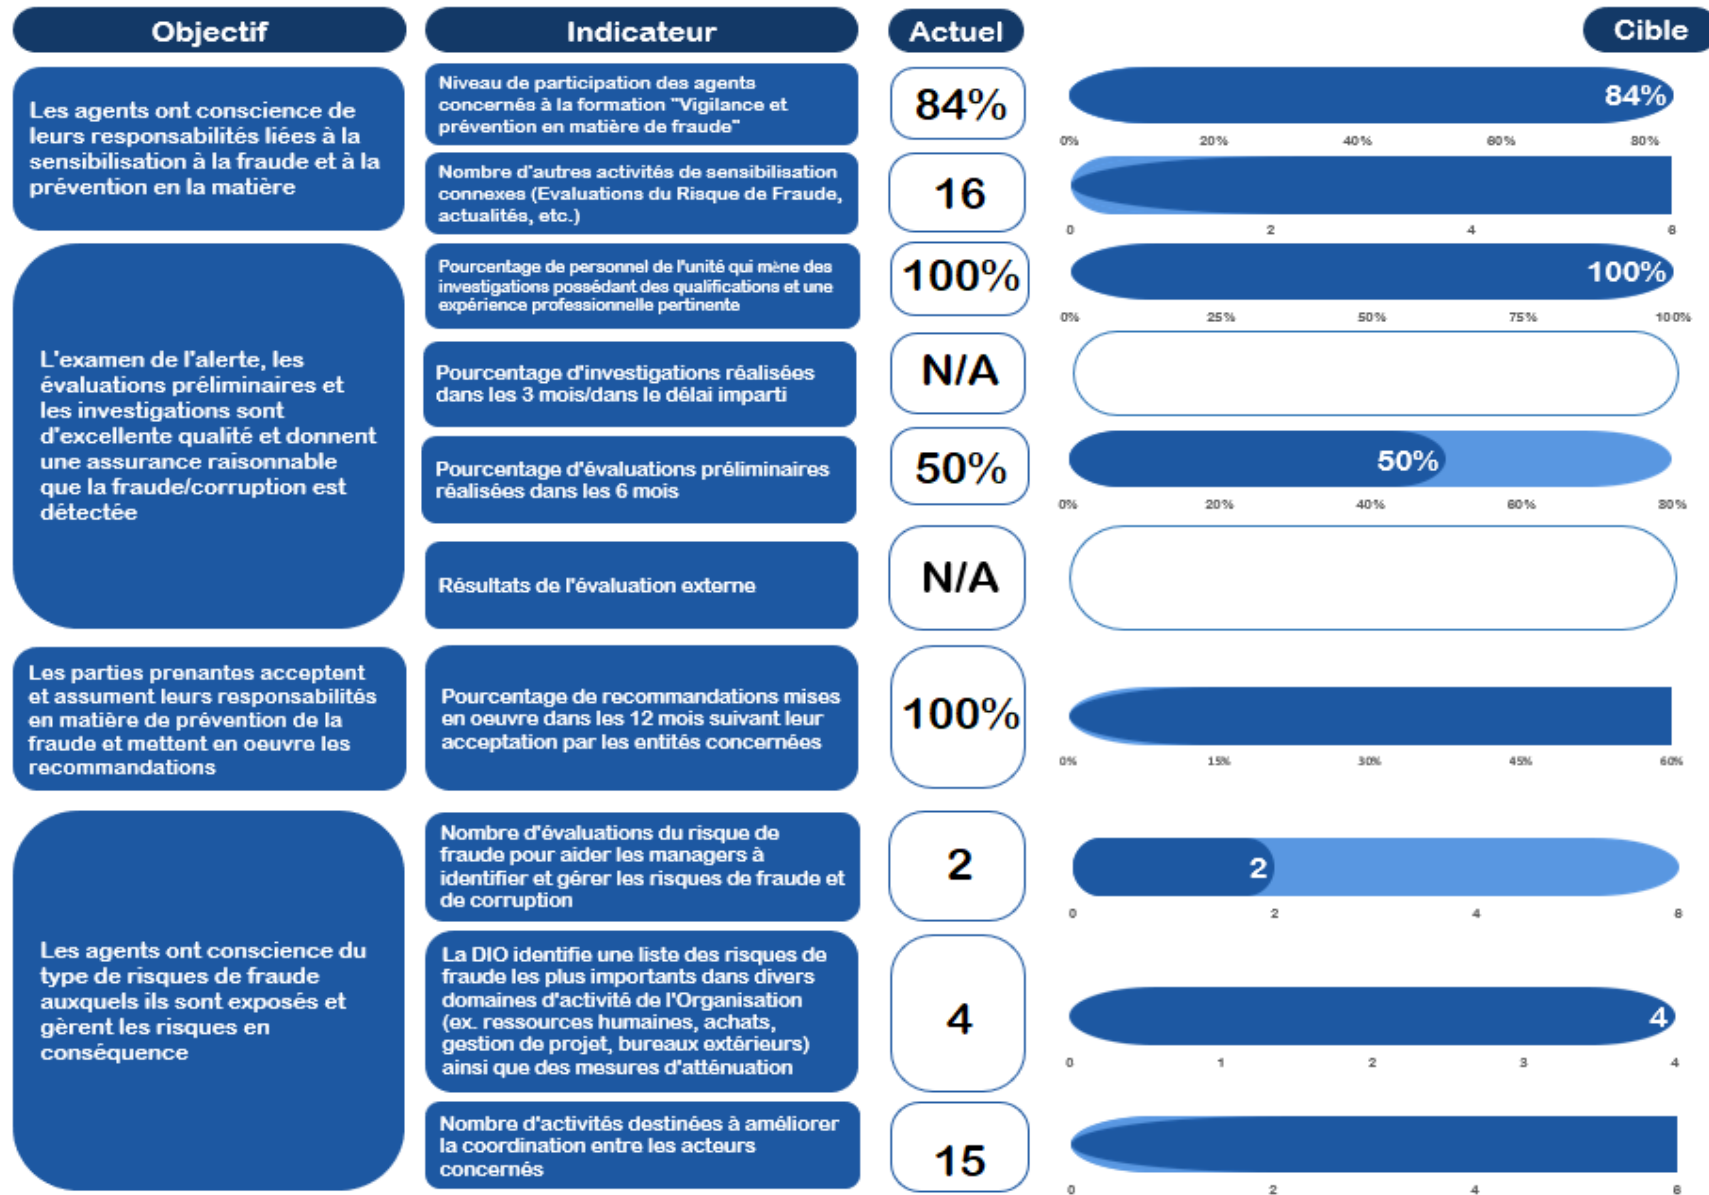 Objectif
Indicateur
Actuel
Cible
Les agents ont conscience de
leurs responsabilités liées à la
sensibilisation à la fraude et à la
prévention en la matière
Niveau de participation des agents
concernés à la formation "Vigilance et
prévention en matière de fraude"
84%
84%
0% 20% 40% 60% 80%
Nombre d'autres activités de sensibilisation
connexes (Evaluations du Risque de Fraude,
actualités, etc.)
16
0 2 4 6
L'examen de l'alerte, les
évaluations préliminaires et
les investigations sont
d'excellente qualité et donnent
une assurance raisonnable
que la fraude/corruption est
détectée
Pourcentage de personnel de l'unité qui mène des
investigations possédant des qualifications et une
expérience professionnelle pertinente
100%
100%
0% 25% 50% 75% 100%
Pourcentage d'investigations réalisées
dans les 3 mois/dans le délai imparti
N/A
Pourcentage d'évaluations préliminaires
réalisées dans les 6 mois
50%
50%
0% 20% 40% 60% 80%
Résultats de l'évaluation externe
N/A
Les parties prenantes acceptent
et assument leurs responsabilités
en matière de prévention de la
fraude et mettent en oeuvre les
recommandations
Pourcentage de recommandations mises
en oeuvre dans les 12 mois suivant leur
acceptation par les entités concernées
100%
0% 15% 30% 45% 60%
Les agents ont conscience du
type de risques de fraude
auxquels ils sont exposés et
gèrent les risques en
conséquence
Nombre d'évaluations du risque de
fraude pour aider les managers à
identifier et gérer les risques de fraude et
de corruption
2
2
0 2 4 6
La DIO identifie une liste des risques de
fraude les plus importants dans divers
domaines d'activité de l'Organisation
(ex. ressources humaines, achats,
gestion de projet, bureaux extérieurs)
ainsi que des mesures d'atténuation
4
4
0 1 2 3 4
Nombre d'activités destinées à améliorer
la coordination entre les acteurs
concernés
15
0 2 4 6